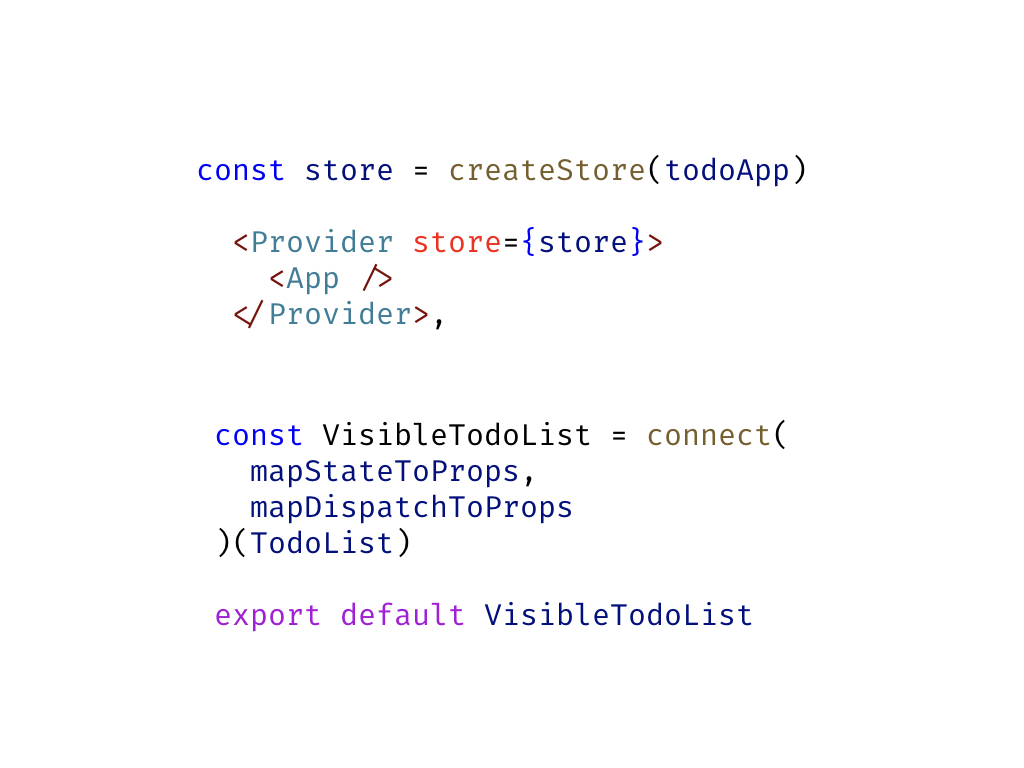 const store = createStore(todoApp)
<Provider store={store}>
<App />
</Provider>,
const VisibleTodoList = connect(
mapStateToProps,
mapDispatchToProps
)(TodoList)
export default VisibleTodoList